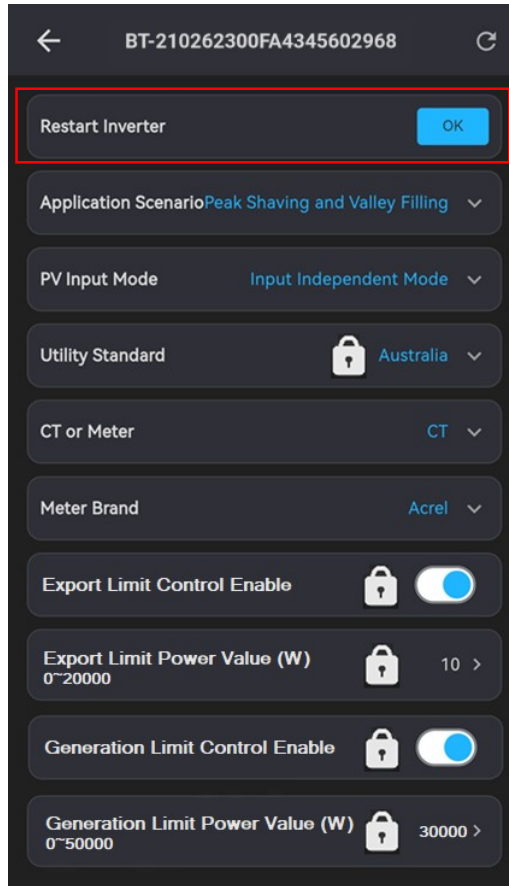 BT-210262300FA4345602968
Restart Inverter OK
Application Scenario Peak Shaving and Valley Filling
PV Input Mode Input Independent Mode
Utility Standard Australia
CT or Meter CT
Meter Brand Acrel
Export Limit Control Enable
Export Limit Power Value (W) 10
0~20000
Generation Limit Control Enable
Generation Limit Power Value (W) 30000
0~50000